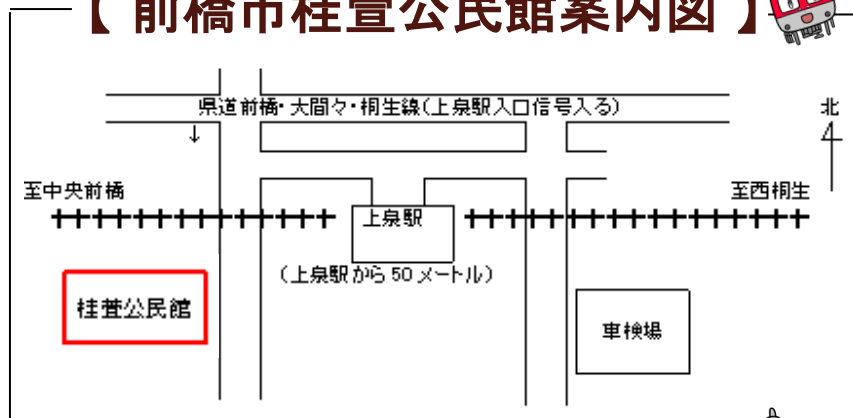 【 前橋市桂萱公民館案内図 】
県道前橋・大間々・桐生線(上泉駅入口信号入る)
↓
北
至中央前橋
至西桐生
上泉駅
(上泉駅から50メートル)
桂萱公民館
車検場